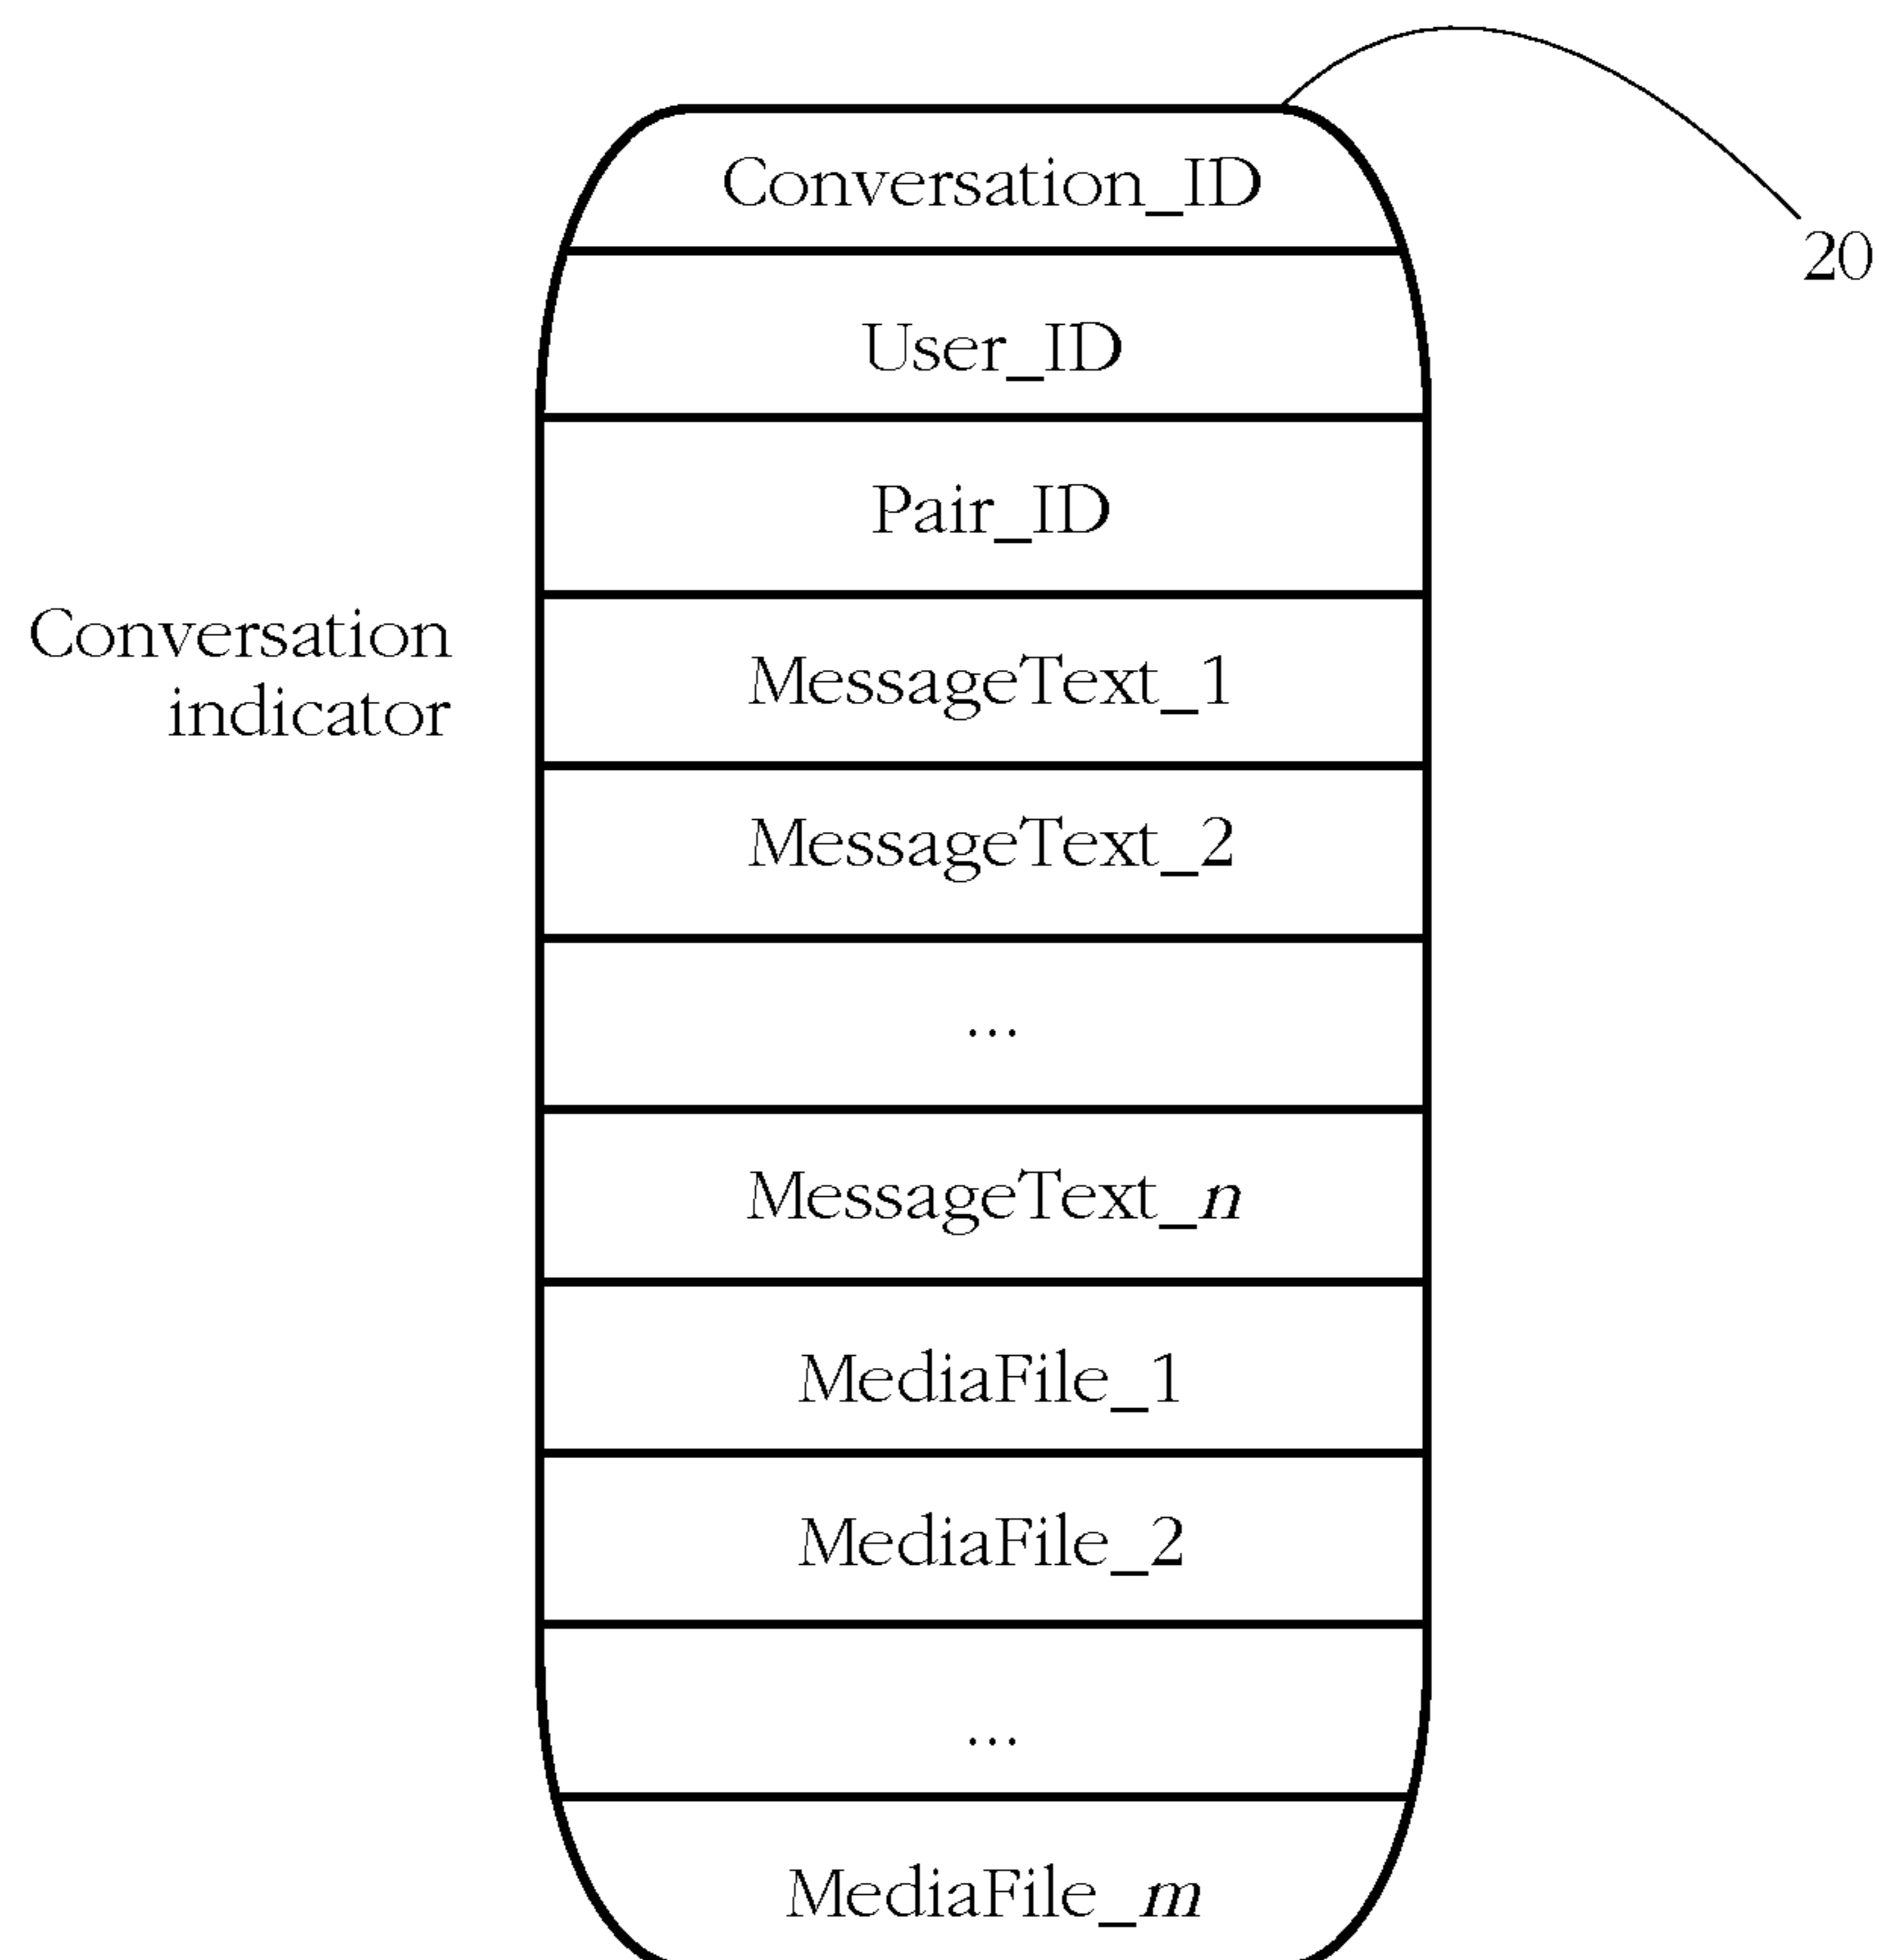 Conversation_ID
20
User_ID
Pair_ID
Conversation
indicator
MessageText_1
MessageText_2
...
MessageText_n
MediaFile_1
MediaFile_2
...
MediaFile_m